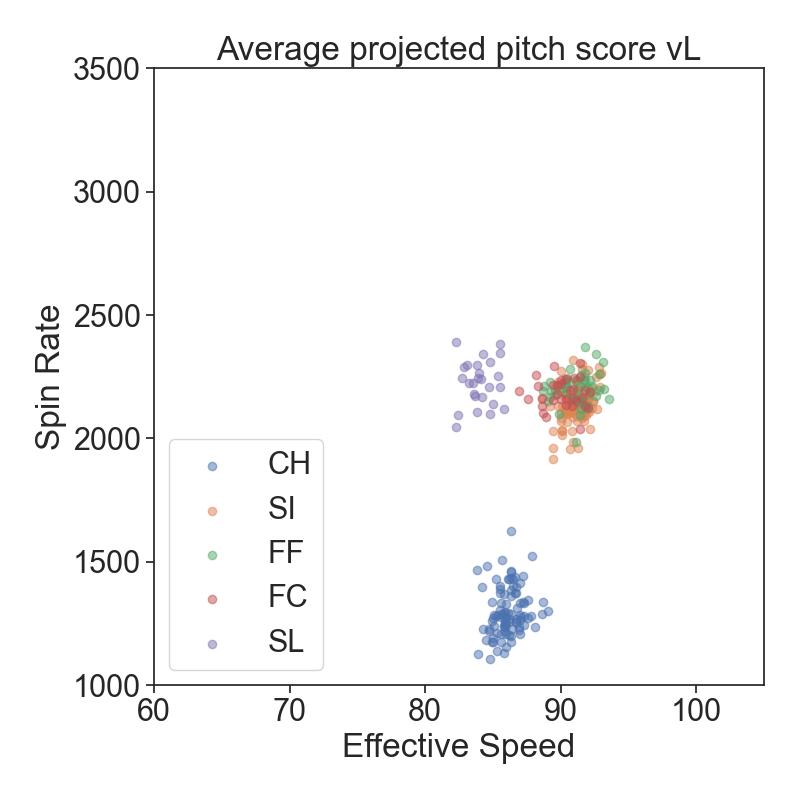 Average projected pitch score vL
3500
3000
2500
2000
1500
1000
Spin Rate
CH
SI
FF
FC
SL
60 70 80 90 100
Effective Speed